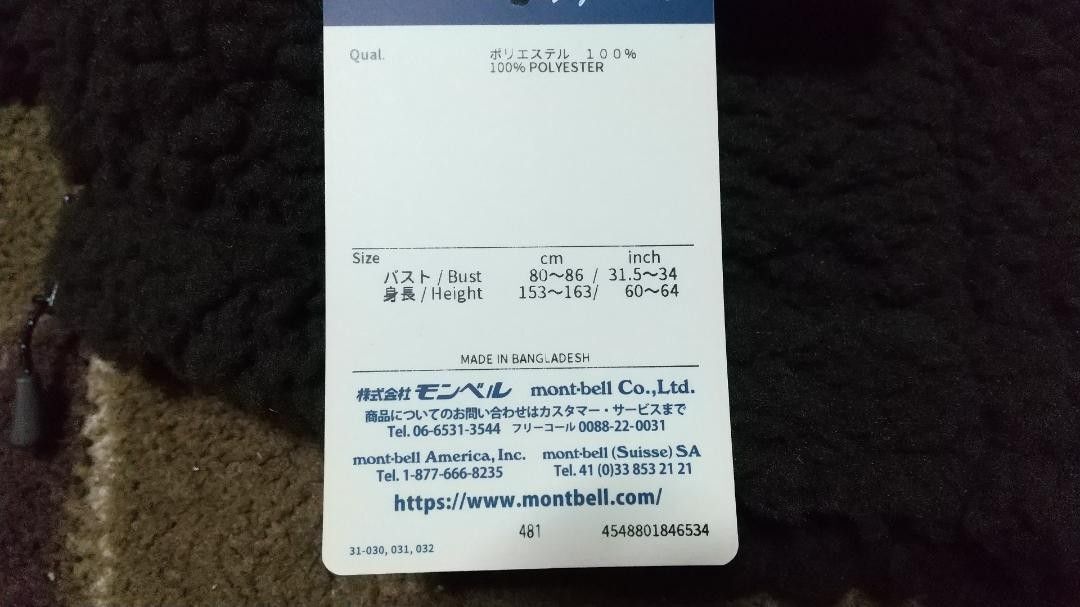 Qual. ポリエステル １００%
100% POLYESTER
Size cm inch
バスト / Bust 80〜86 / 31.5〜34
身長 / Height 153〜163/ 60〜64
MADE IN BANGLADESH
株式会社 モンベル mont-bell Co.,Ltd.
商品についてのお問い合わせはカスタマー・サービスまで
Tel. 06-6531-3544 フリーコール 0088-22-0031
mont-bell America, Inc. mont-bell (Suisse) SA
Tel. 1-877-666-8235 Tel. 41 (0)33 853 21 21
https://www.montbell.com/
481 4548801846534
31-030, 031, 032